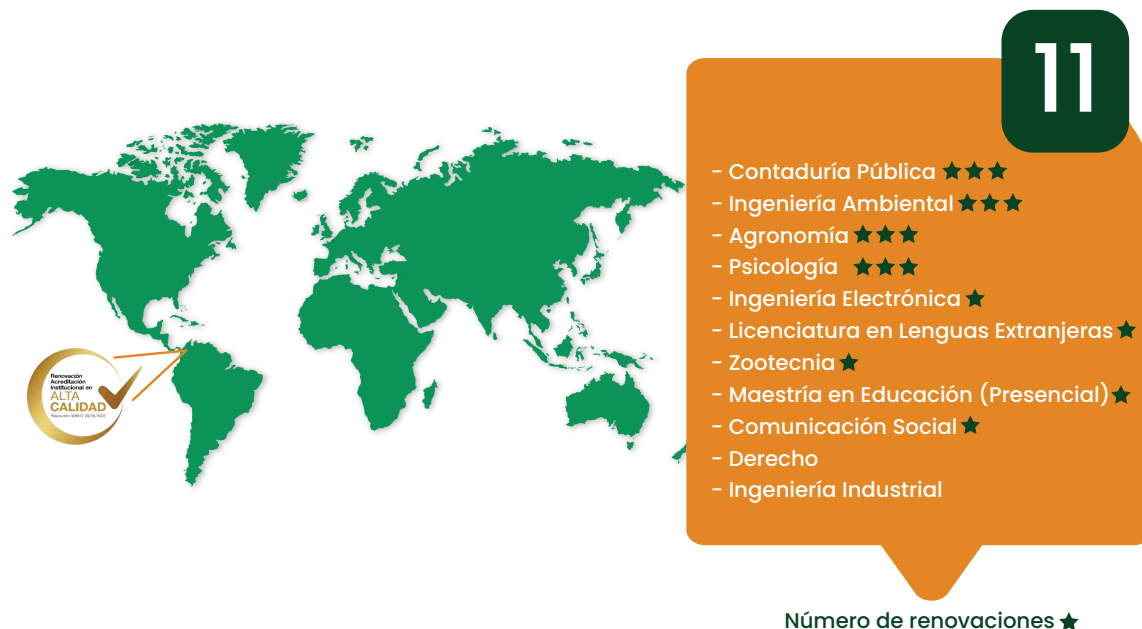 11
- Contaduría Pública ★★★
- Ingeniería Ambiental ★★★
- Agronomía ★★★
- Psicología ★★★
- Ingeniería Electrónica ★
- Licenciatura en Lenguas Extranjeras ★
- Zootecnia ★
- Maestría en Educación (Presencial) ★
- Comunicación Social ★
- Derecho
- Ingeniería Industrial
Renovación
Acreditación
Institucional en
ALTA
CALIDAD
Número de renovaciones ★